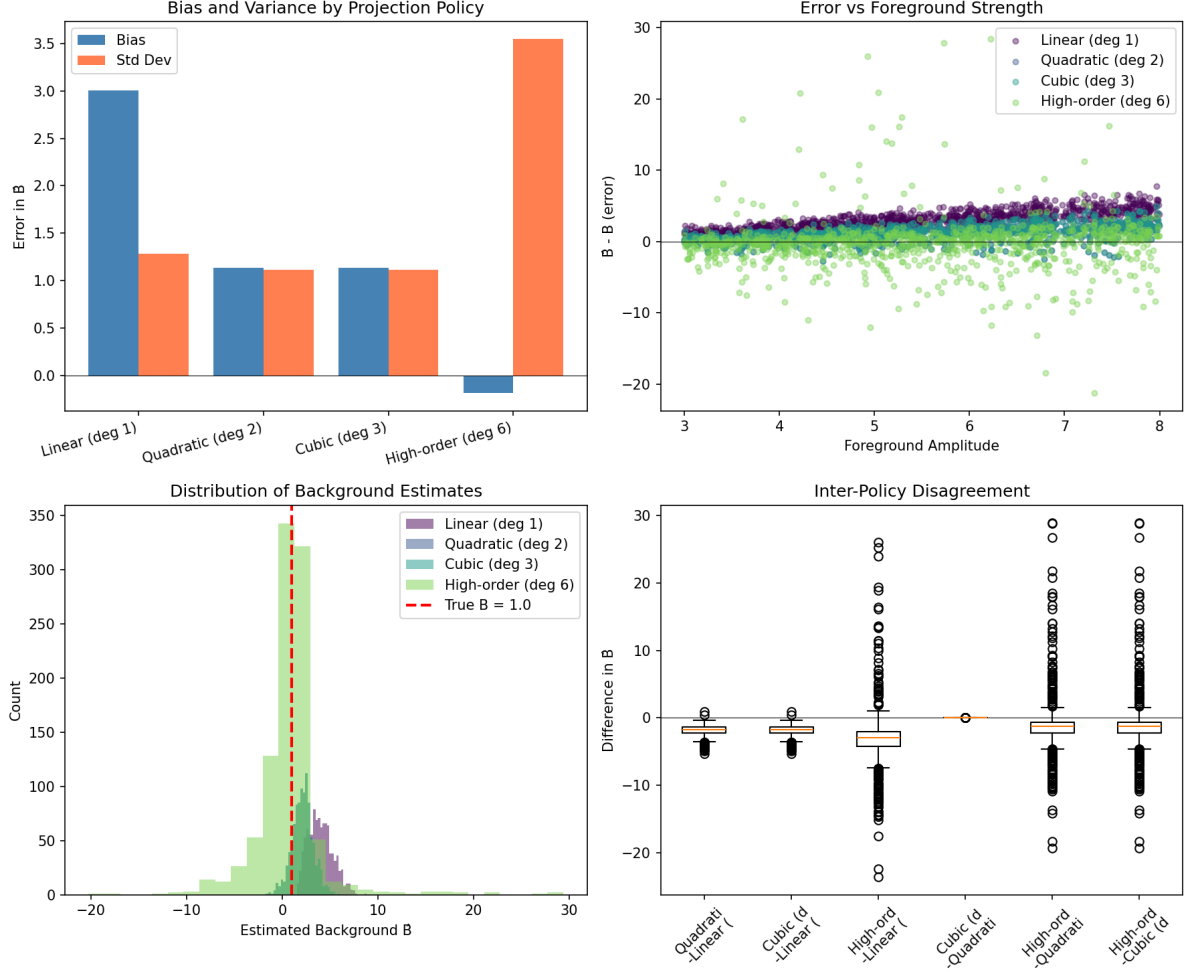 Bias and Variance by Projection Policy
Bias
Std Dev
Error in B
3.5
3.0
2.5
2.0
1.5
1.0
0.5
0.0
Linear (deg 1)
Quadratic (deg 2)
Cubic (deg 3)
High-order (deg 6)
Error vs Foreground Strength
Linear (deg 1)
Quadratic (deg 2)
Cubic (deg 3)
High-order (deg 6)
B̂ - B (error)
30
20
10
0
−10
−20
3
4
5
6
7
8
Foreground Amplitude
Distribution of Background Estimates
Linear (deg 1)
Quadratic (deg 2)
Cubic (deg 3)
High-order (deg 6)
True B = 1.0
Count
350
300
250
200
150
100
50
0
−20
−10
0
10
20
30
Estimated Background B̂
Inter-Policy Disagreement
Difference in B̂
30
20
10
0
−10
−20
Quadrati
-Linear (
Cubic (d
-Linear (
High-ord
-Linear (
Cubic (d
-Quadrati
High-ord
-Quadrati
High-ord
-Cubic (d